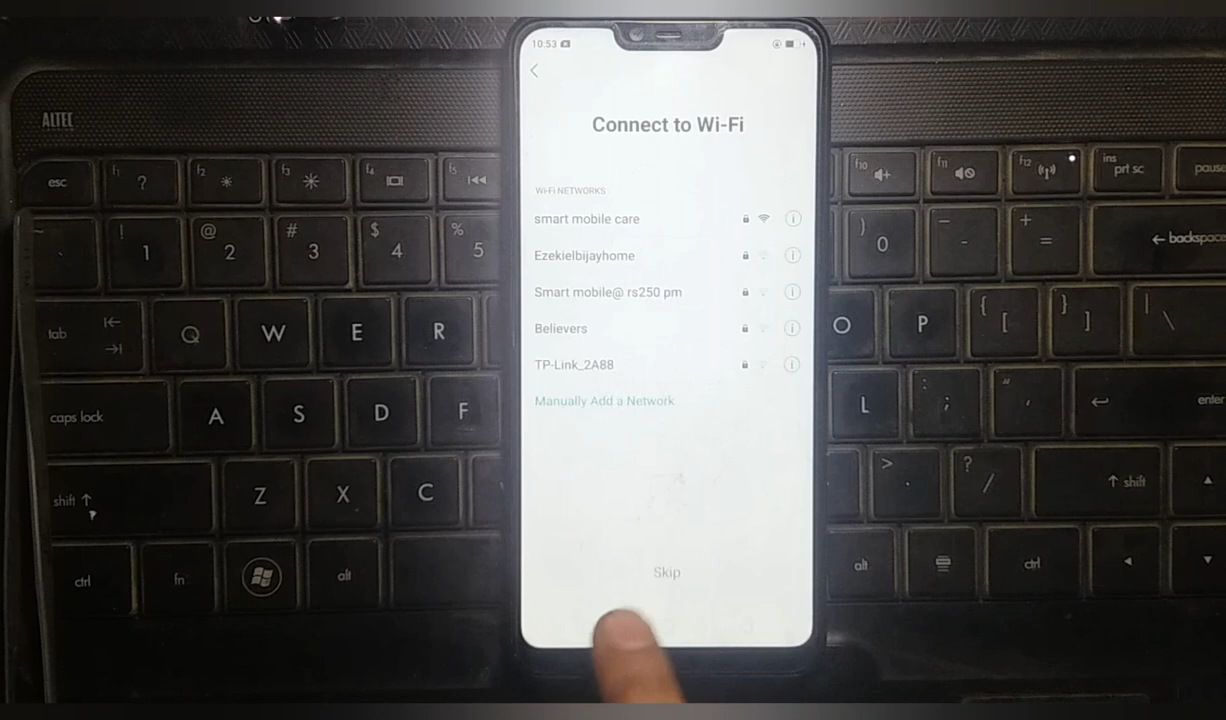 10:53
Connect to Wi-Fi
WI-FI NETWORKS
smart mobile care
Ezekielbijayhome
Smart mobile@ rs250 pm
Believers
TP-Link_2A88
Manually Add a Network
Skip
ALTEC
esc f1 ? f2 f3 f4 f5 f10 f11 f12 ins prt sc pause
~ ` ! 1 @ 2 # 3 $ 4 % 5 ) 0 _ - + = ← backspace
tab Q W E R O P { [ } ] | \
caps lock A S D F L : ; " ' enter
shift ↑ Z X C > . ? / ↑ shift
ctrl fn alt alt ctrl